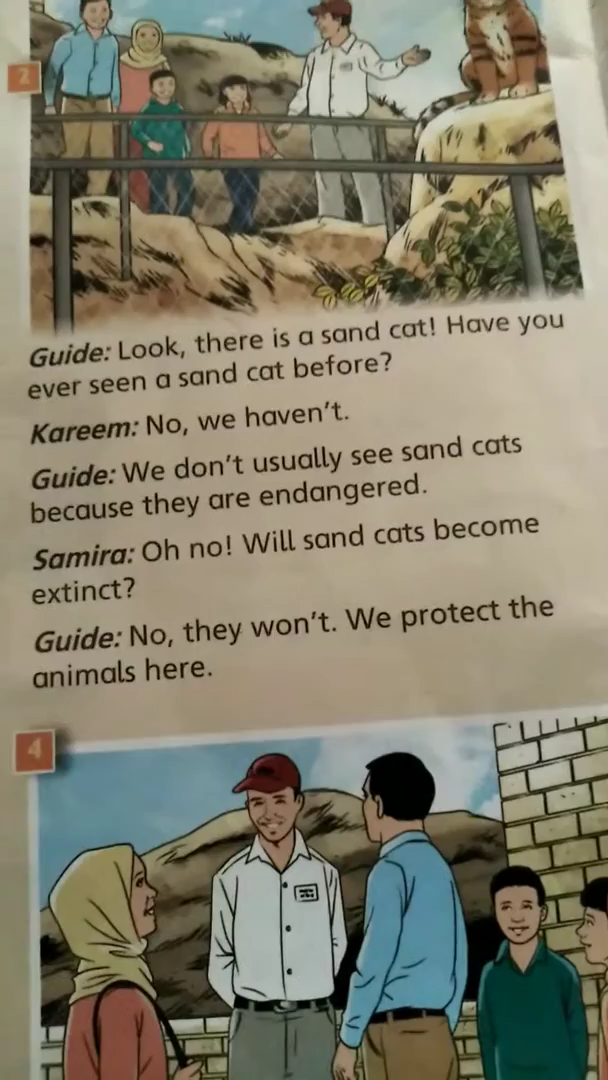 2
Guide: Look, there is a sand cat! Have you
ever seen a sand cat before?
Kareem: No, we haven't.
Guide: We don't usually see sand cats
because they are endangered.
Samira: Oh no! Will sand cats become
extinct?
Guide: No, they won't. We protect the
animals here.
4